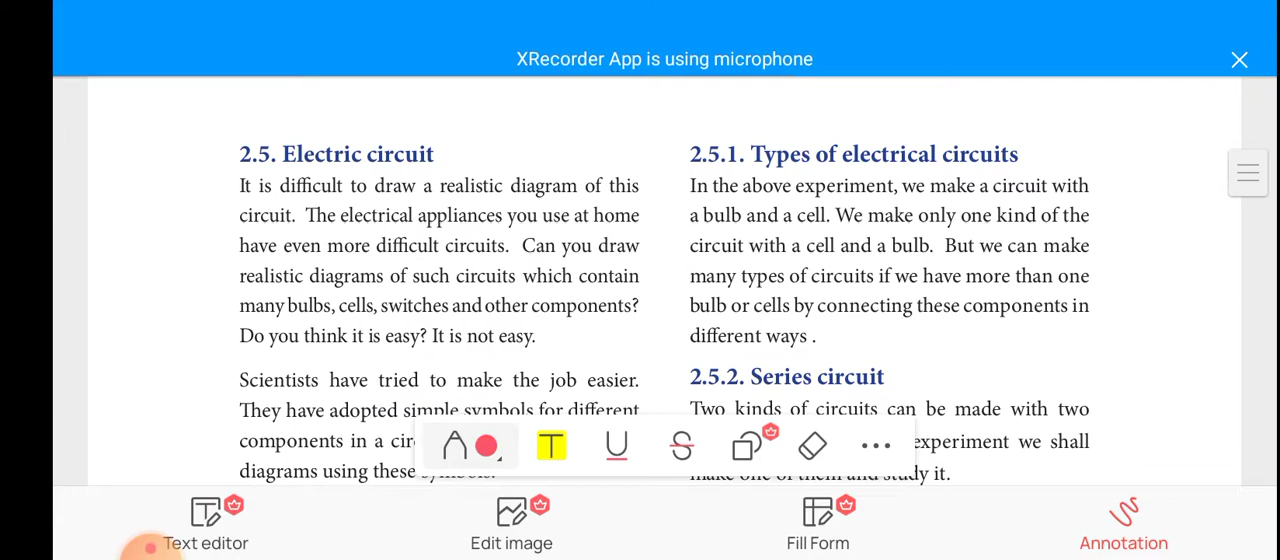 XRecorder App is using microphone
2.5. Electric circuit
It is difficult to draw a realistic diagram of this
circuit. The electrical appliances you use at home
have even more difficult circuits. Can you draw
realistic diagrams of such circuits which contain
many bulbs, cells, switches and other components?
Do you think it is easy? It is not easy.
Scientists have tried to make the job easier.
They have adopted simple symbols for different
components in a
diagrams using these symbols.
2.5.1. Types of electrical circuits
In the above experiment, we make a circuit with
a bulb and a cell. We make only one kind of the
circuit with a cell and a bulb. But we can make
many types of circuits if we have more than one
bulb or cells by connecting these components in
different ways .
2.5.2. Series circuit
Two kinds of circuits can be made with two
experiment we shall
make one of them and study it.
T
U
S
Text editor
Edit image
Fill Form
Annotation